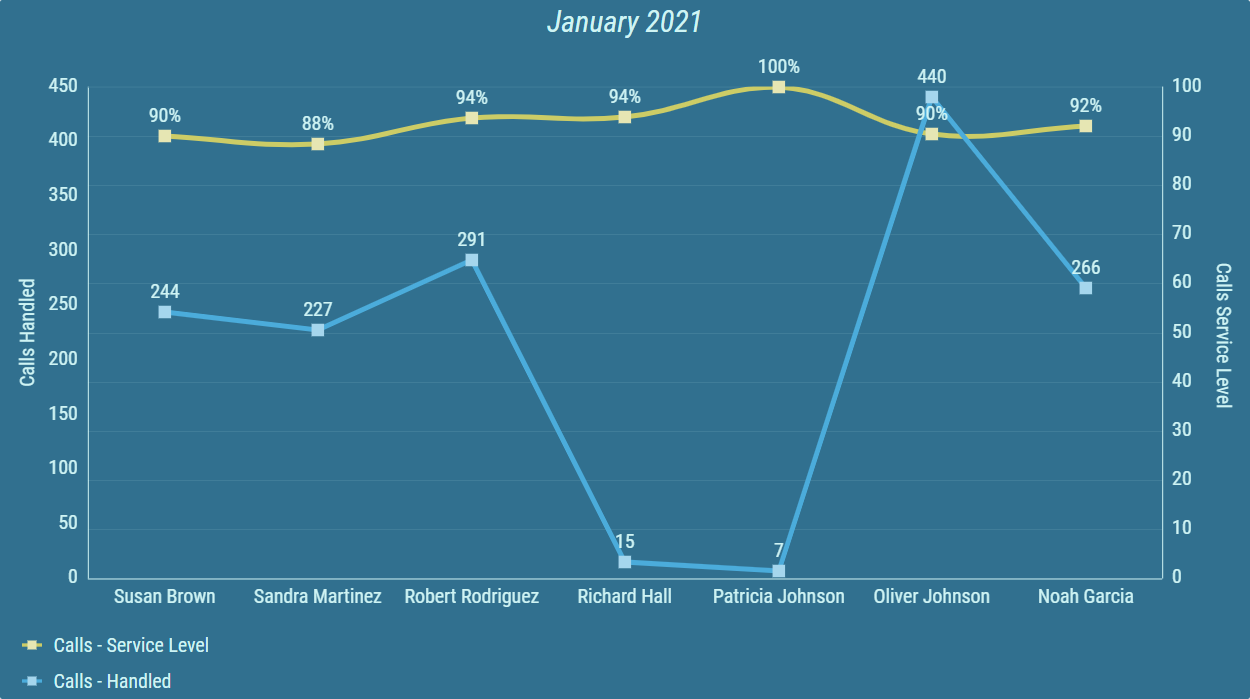 January 2021
450
400
350
300
250
200
150
100
50
0
Calls Handled
100
90
80
70
60
50
40
30
20
10
0
Calls Service Level
90%
88%
94%
94%
100%
90%
92%
244
227
291
15
7
440
266
Susan Brown
Sandra Martinez
Robert Rodriguez
Richard Hall
Patricia Johnson
Oliver Johnson
Noah Garcia
Calls - Service Level
Calls - Handled